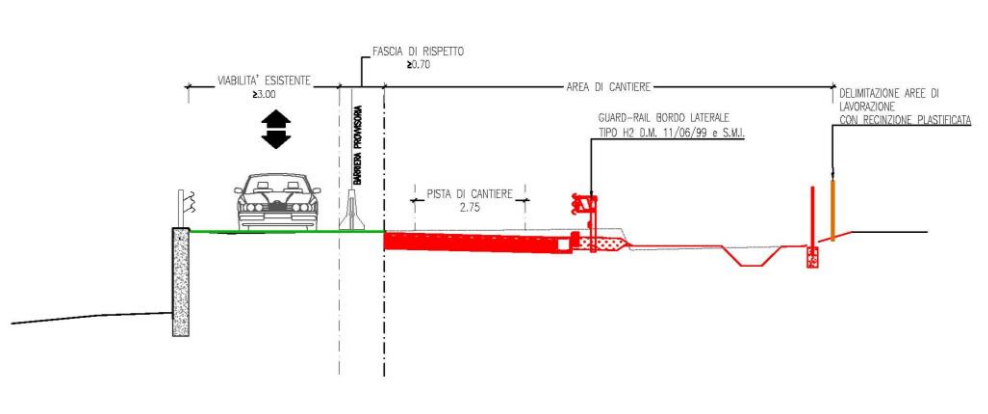 FASCIA DI RISPETTO
≥0.70
VIABILITA' ESISTENTE
≥3.00
AREA DI CANTIERE
DELIMITAZIONE AREE DI
LAVORAZIONE
CON RECINZIONE PLASTIFICATA
GUARD-RAIL BORDO LATERALE
TIPO H2 D.M. 11/06/99 e S.M.I.
BARRIERA PROVVISORIA
PISTA DI CANTIERE
2.75